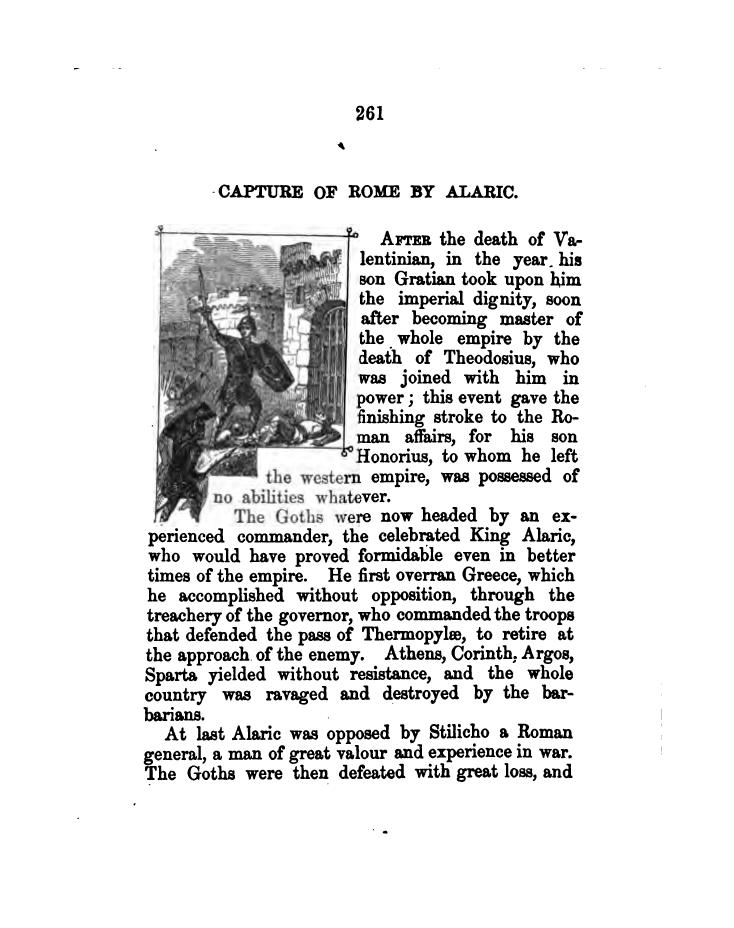 261
CAPTURE OF ROME BY ALARIC.
AFTER the death of Va-
lentinian, in the year his
son Gratian took upon him
the imperial dignity, soon
after becoming master of
the whole empire by the
death of Theodosius, who
was joined with him in
power; this event gave the
finishing stroke to the Ro-
man affairs, for his son
Honorius, to whom he left
the western empire, was possessed of
no abilities whatever.
The Goths were now headed by an ex-
perienced commander, the celebrated King Alaric,
who would have proved formidable even in better
times of the empire. He first overran Greece, which
he accomplished without opposition, through the
treachery of the governor, who commanded the troops
that defended the pass of Thermopylæ, to retire at
the approach of the enemy. Athens, Corinth, Argos,
Sparta yielded without resistance, and the whole
country was ravaged and destroyed by the bar-
barians.
At last Alaric was opposed by Stilicho a Roman
general, a man of great valour and experience in war.
The Goths were then defeated with great loss, and